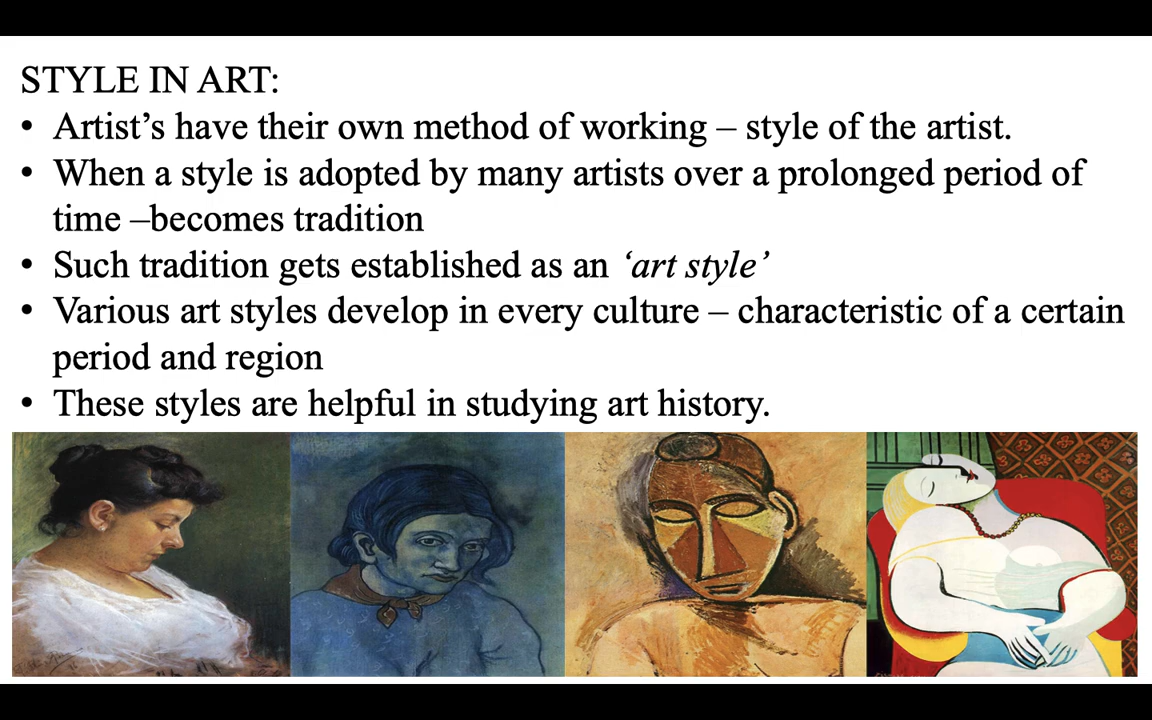 STYLE IN ART:
• Artist’s have their own method of working – style of the artist.
• When a style is adopted by many artists over a prolonged period of
time –becomes tradition
• Such tradition gets established as an ‘art style’
• Various art styles develop in every culture – characteristic of a certain
period and region
• These styles are helpful in studying art history.